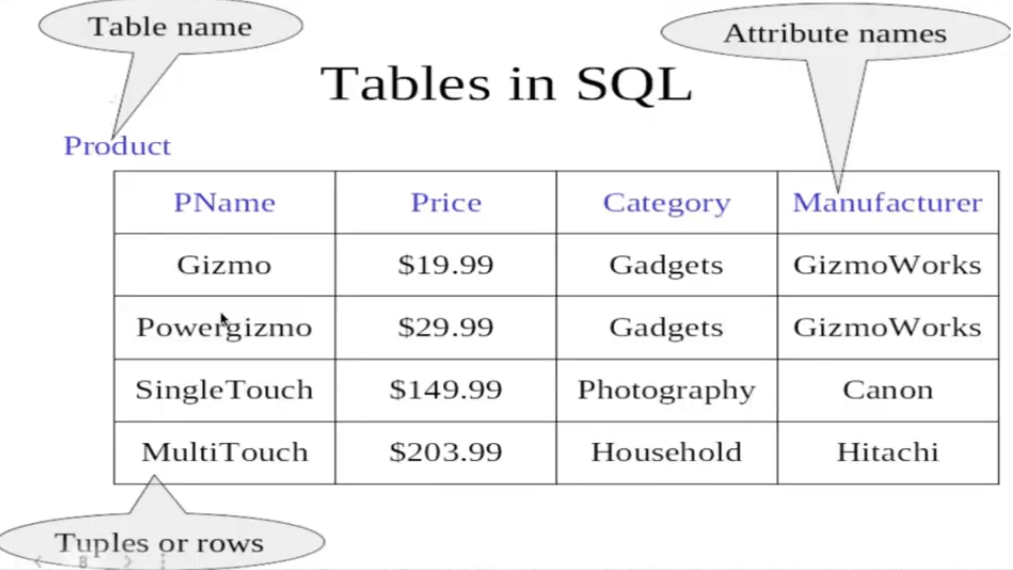 Table name
Attribute names
Tables in SQL
Product
PName Price Category Manufacturer
Gizmo $19.99 Gadgets GizmoWorks
Powergizmo $29.99 Gadgets GizmoWorks
SingleTouch $149.99 Photography Canon
MultiTouch $203.99 Household Hitachi
Tuples or rows
8